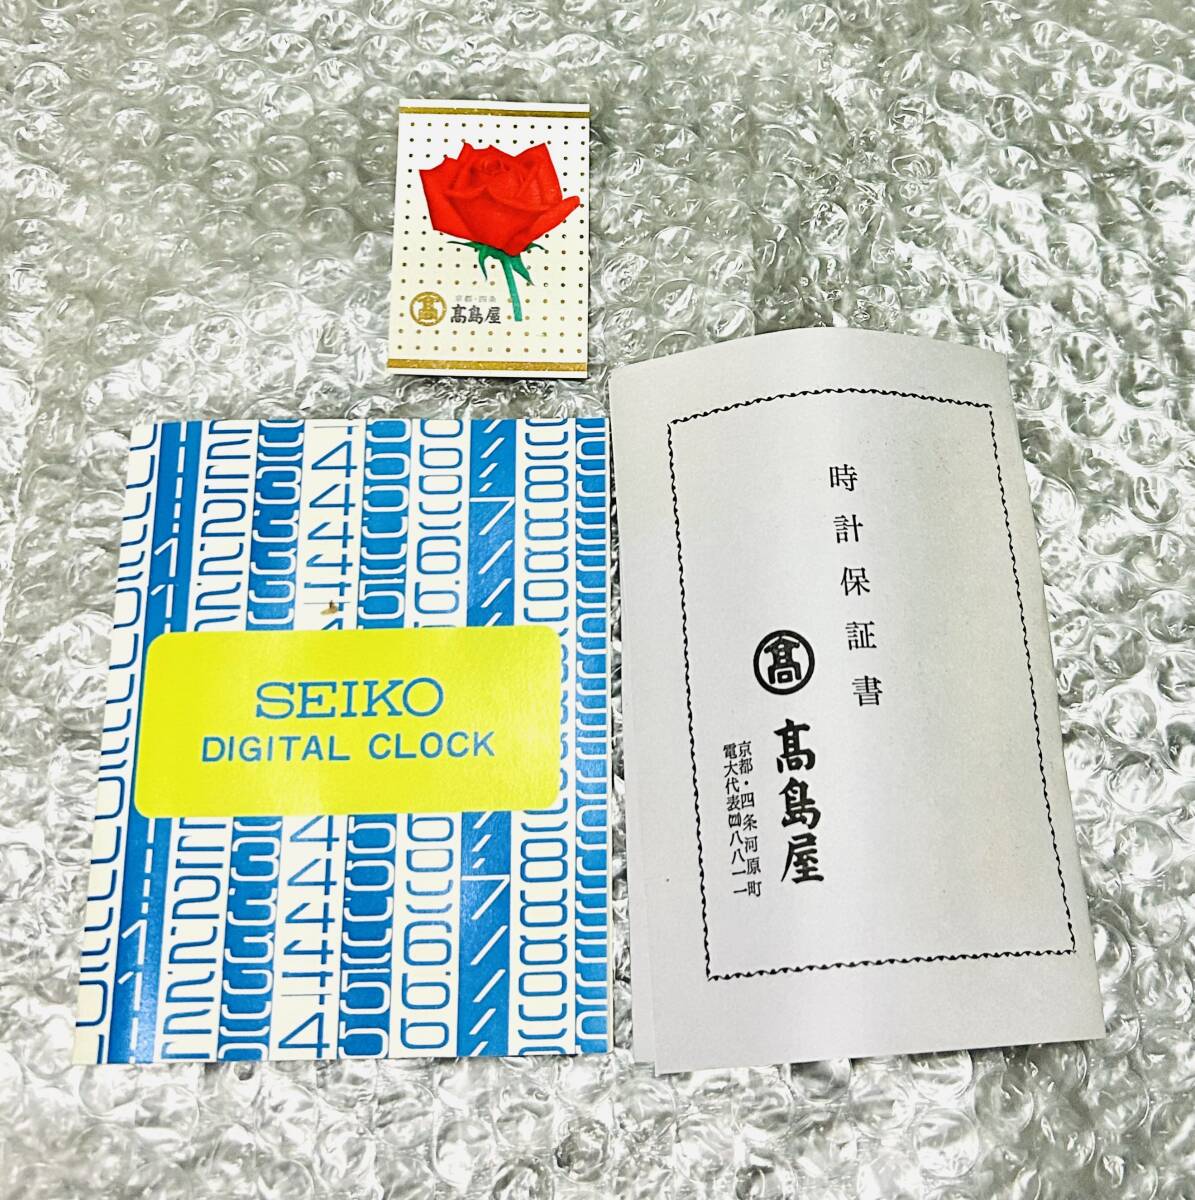 京都・四条
髙島屋
SEIKO
DIGITAL CLOCK
時計保証書
髙
髙島屋
京都・四条河原町
電大代表㈣八八一一